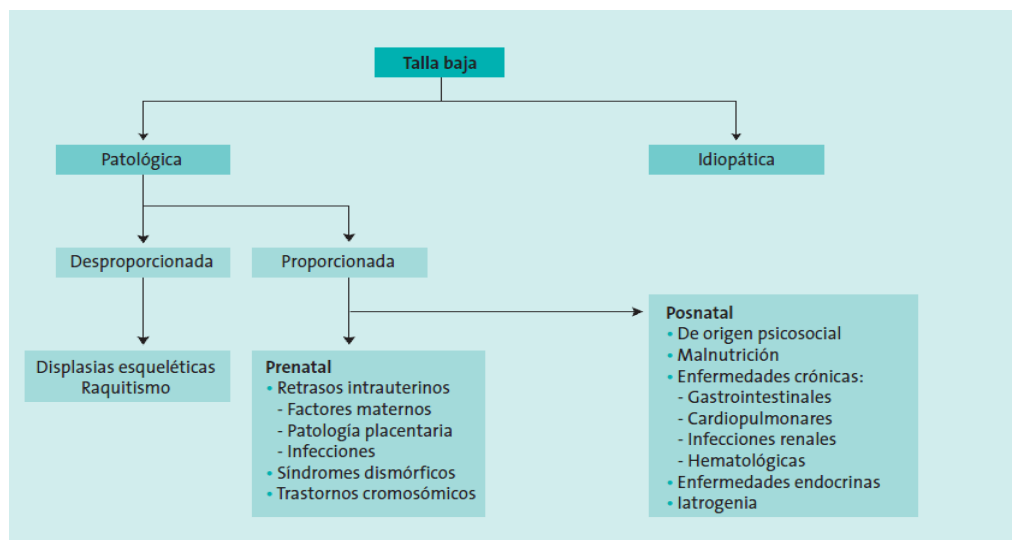 Talla baja
Patológica
Idiopática
Desproporcionada
Proporcionada
Displasias esqueléticas
Raquitismo
Prenatal
• Retrasos intrauterinos
- Factores maternos
- Patología placentaria
- Infecciones
• Síndromes dismórficos
• Trastornos cromosómicos
Posnatal
• De origen psicosocial
• Malnutrición
• Enfermedades crónicas:
- Gastrointestinales
- Cardiopulmonares
- Infecciones renales
- Hematológicas
• Enfermedades endocrinas
• Iatrogenia